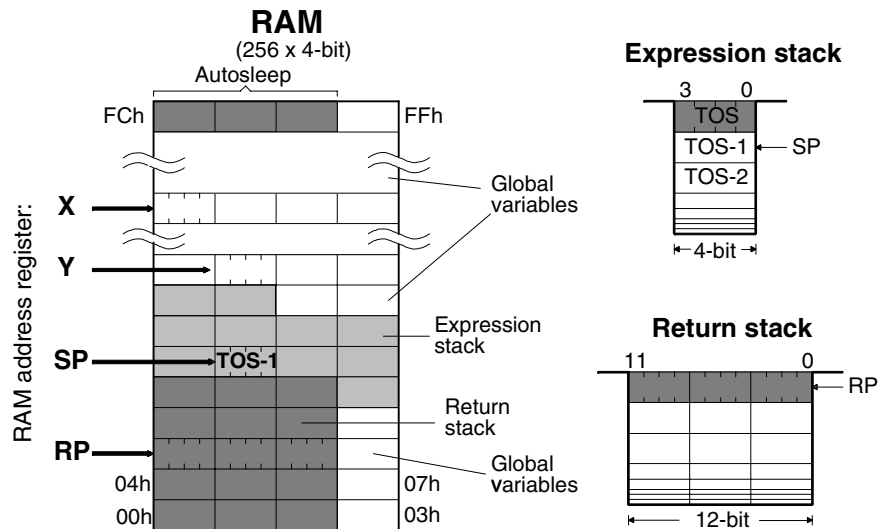 RAM
(256 x 4-bit)
Autosleep
FCh
FFh
RAM address register:
X
Y
SP
TOS-1
RP
04h
07h
00h
03h
Global
variables
Expression
stack
Return
stack
Global
variables
Expression stack
3 0
TOS
TOS-1
SP
TOS-2
4-bit
Return stack
11 0
RP
12-bit